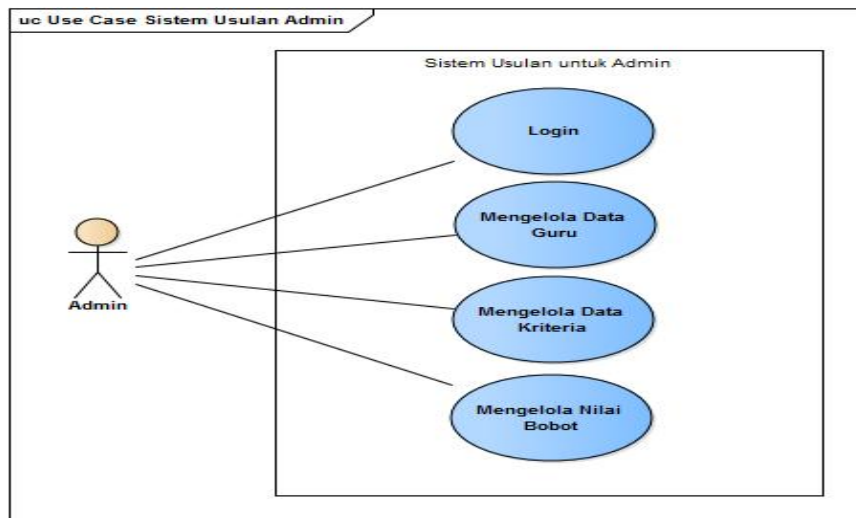 uc Use Case Sistem Usulan Admin
Sistem Usulan untuk Admin
Login
Mengelola Data
Guru
Admin
Mengelola Data
Kriteria
Mengelola Nilai
Bobot